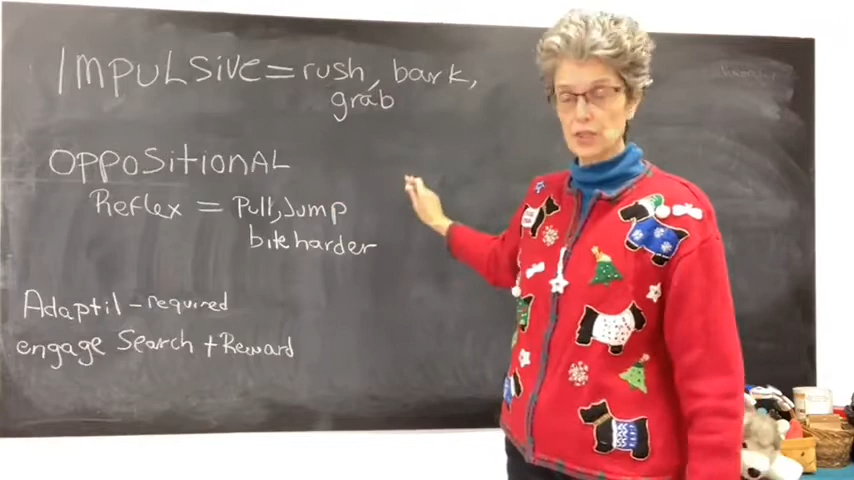 IMPULSIVE = rush, bark,
grab
OPPOSITIONAL
Reflex = Pull, Jump
bite harder
Adaptil - required
engage Search + Reward